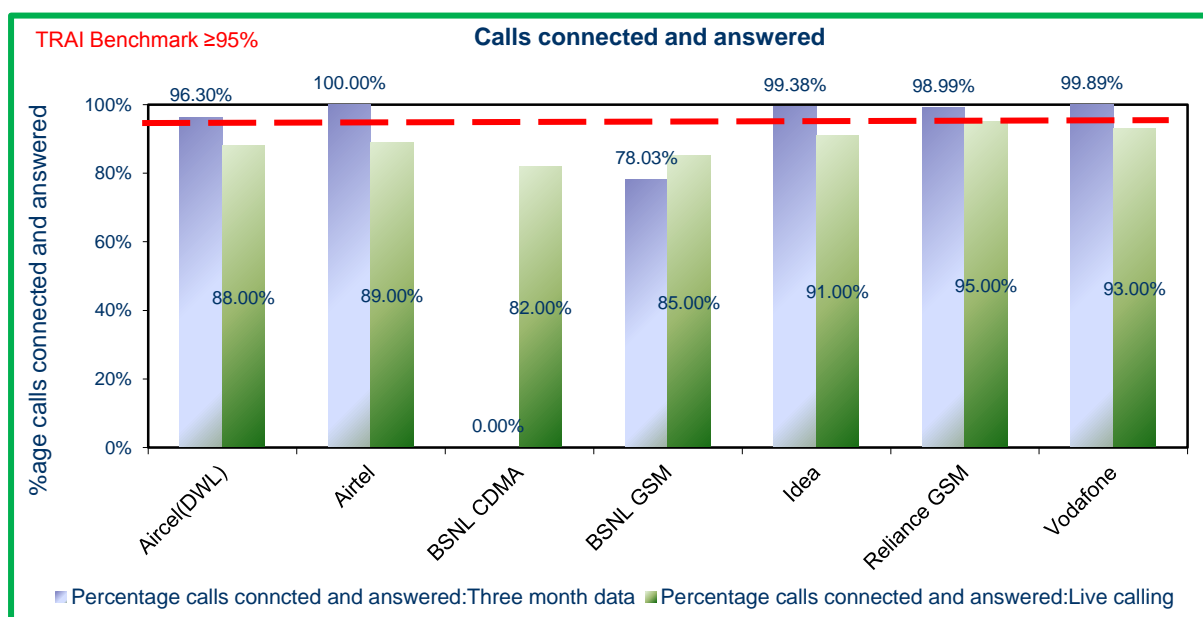 TRAI Benchmark ≥95%
Calls connected and answered
%age calls connected and answered
100%
80%
60%
40%
20%
0%
96.30%
100.00%
0.00%
78.03%
99.38%
98.99%
99.89%
88.00%
89.00%
82.00%
85.00%
91.00%
95.00%
93.00%
Aircel(DWL)
Airtel
BSNL CDMA
BSNL GSM
Idea
Reliance GSM
Vodafone
Percentage calls conncted and answered:Three month data
Percentage calls connected and answered:Live calling